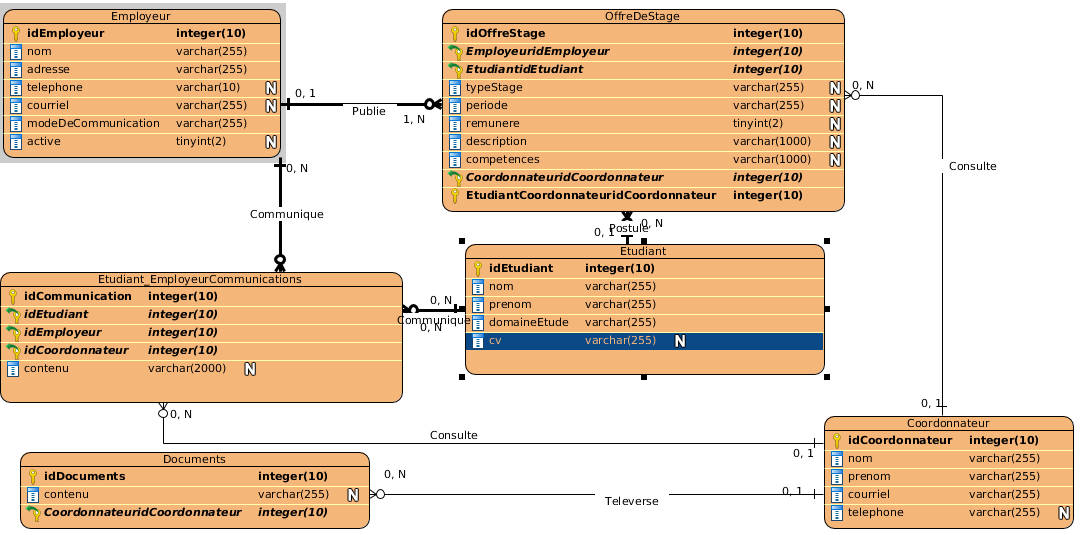 Employeur
idEmployeur integer(10)
nom varchar(255)
adresse varchar(255)
telephone varchar(10) N
courriel varchar(255) N
modeDeCommunication varchar(255)
active tinyint(2) N
OffreDeStage
idOffreStage integer(10)
EmployeuridEmployeur integer(10)
EtudiantidEtudiant integer(10)
typeStage varchar(255) N
periode varchar(255) N
remunere tinyint(2) N
description varchar(1000) N
competences varchar(1000) N
CoordonnateuridCoordonnateur integer(10)
EtudiantCoordonnateuridCoordonnateur integer(10)
0, 1
Publie
1, N
0, N
Consulte
0, 1
0, N
Communique
0, N
Postule
0, 1
Etudiant
idEtudiant integer(10)
nom varchar(255)
prenom varchar(255)
domaineEtude varchar(255)
cv varchar(255) N
Etudiant_EmployeurCommunications
idCommunication integer(10)
idEtudiant integer(10)
idEmployeur integer(10)
idCoordonnateur integer(10)
contenu varchar(2000) N
0, N
Communique
0, N
0, N
Consulte
0, 1
Coordonnateur
idCoordonnateur integer(10)
nom varchar(255)
prenom varchar(255)
courriel varchar(255)
telephone varchar(255) N
Documents
idDocuments integer(10)
contenu varchar(255) N
CoordonnateuridCoordonnateur integer(10)
0, N
Televerse
0, 1